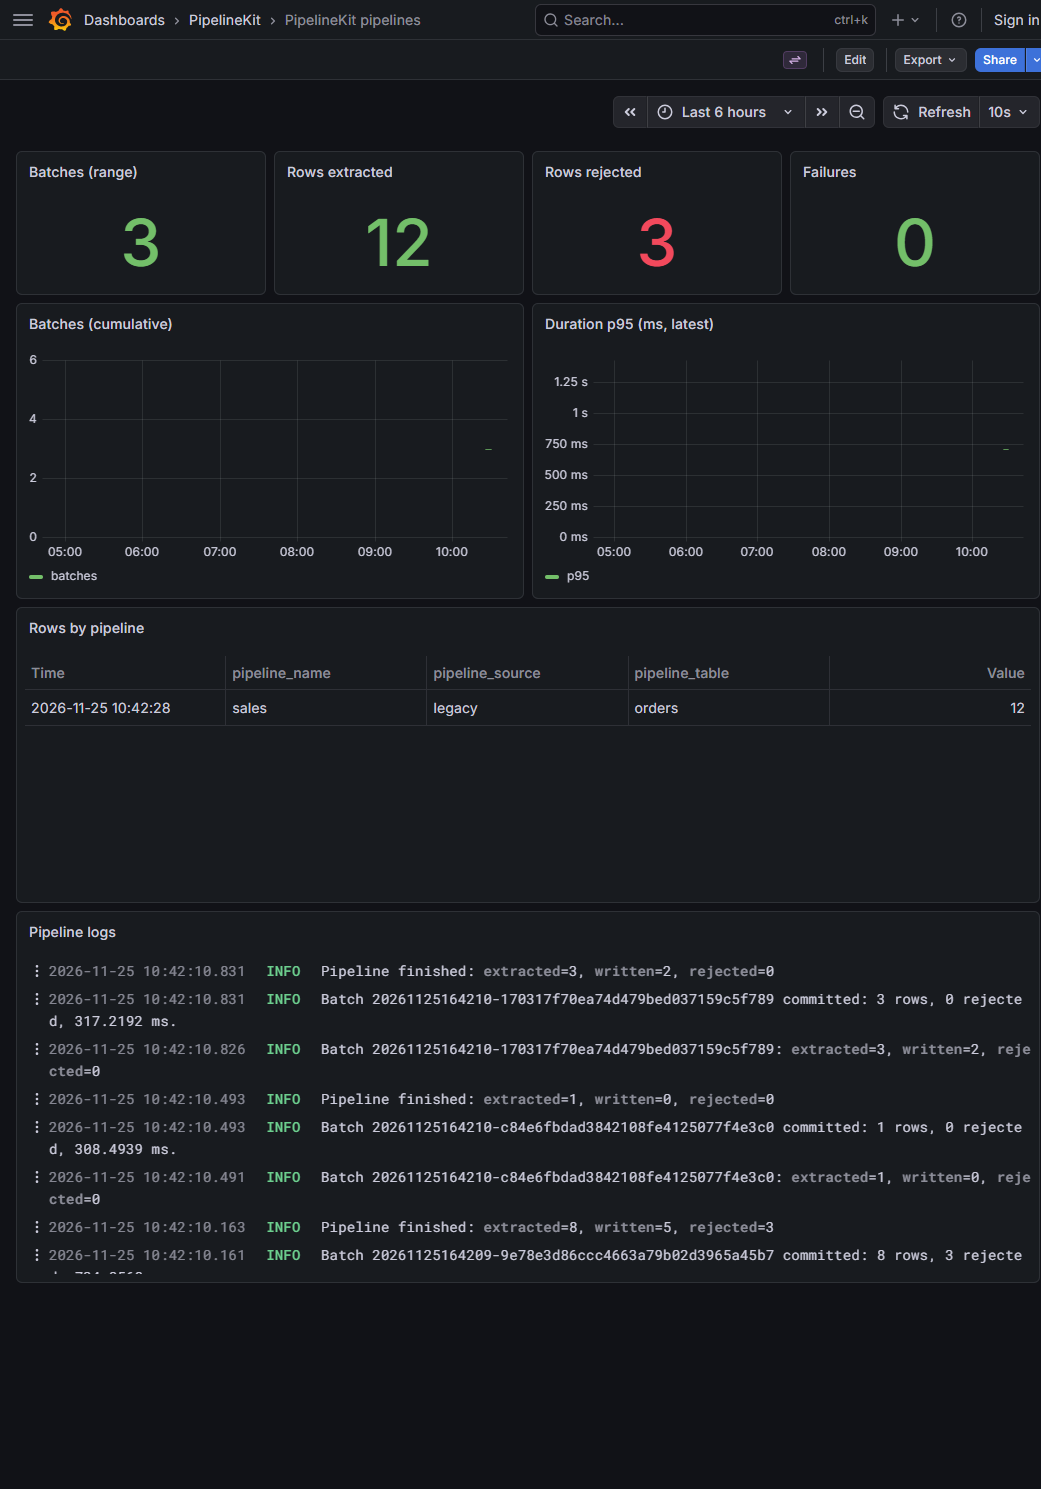 Dashboards › PipelineKit › PipelineKit pipelines
Search... ctrl+k
Sign in
Edit Export Share
Last 6 hours Refresh 10s
Batches (range)
3
Rows extracted
12
Rows rejected
3
Failures
0
Batches (cumulative)
6
4
2
0
05:00 06:00 07:00 08:00 09:00 10:00
batches
Duration p95 (ms, latest)
1.25 s
1 s
750 ms
500 ms
250 ms
0 ms
05:00 06:00 07:00 08:00 09:00 10:00
p95
Rows by pipeline
Time pipeline_name pipeline_source pipeline_table Value
2026-11-25 10:42:28 sales legacy orders 12
Pipeline logs
2026-11-25 10:42:10.831 INFO Pipeline finished: extracted=3, written=2, rejected=0
2026-11-25 10:42:10.831 INFO Batch 20261125164210-170317f70ea74d479bed037159c5f789 committed: 3 rows, 0 rejecte
d, 317.2192 ms.
2026-11-25 10:42:10.826 INFO Batch 20261125164210-170317f70ea74d479bed037159c5f789: extracted=3, written=2, reje
cted=0
2026-11-25 10:42:10.493 INFO Pipeline finished: extracted=1, written=0, rejected=0
2026-11-25 10:42:10.493 INFO Batch 20261125164210-c84e6fbdad3842108fe4125077f4e3c0 committed: 1 rows, 0 rejecte
d, 308.4939 ms.
2026-11-25 10:42:10.491 INFO Batch 20261125164210-c84e6fbdad3842108fe4125077f4e3c0: extracted=1, written=0, reje
cted=0
2026-11-25 10:42:10.163 INFO Pipeline finished: extracted=8, written=5, rejected=3
2026-11-25 10:42:10.161 INFO Batch 20261125164209-9e78e3d86ccc4663a79b02d3965a45b7 committed: 8 rows, 3 rejecte